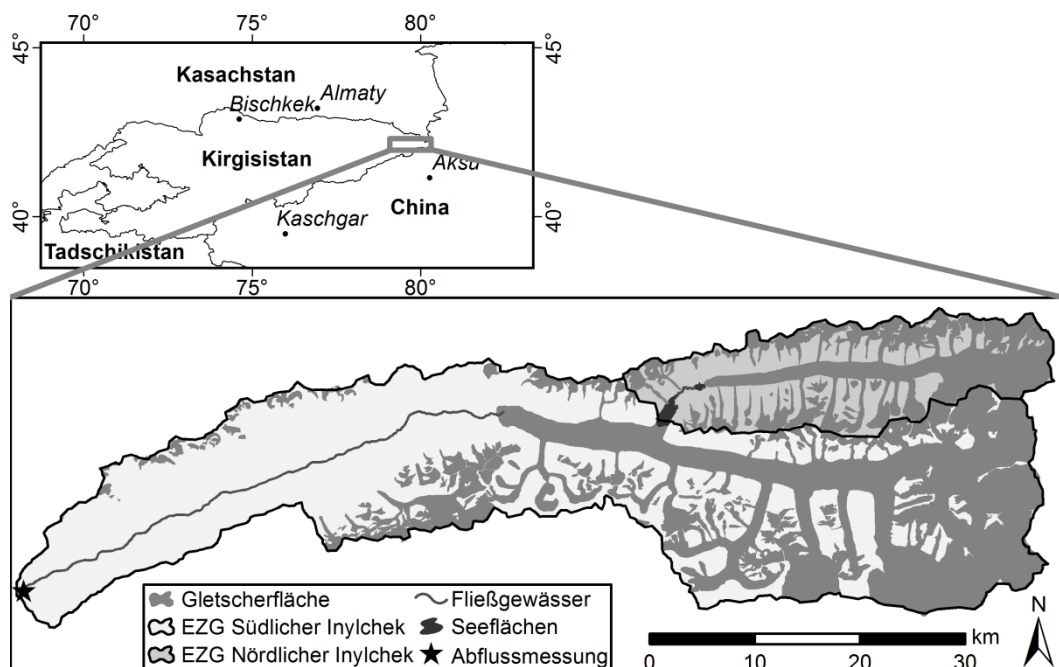 70° 75° 80°
45° 45°
Kasachstan
Almaty
Bischkek
Kirgisistan
Aksu
40° China 40°
Kaschgar
Tadschikistan
70° 75° 80°
Gletscherfläche Fließgewässer
EZG Südlicher Inylchek Seeflächen
EZG Nördlicher Inylchek Abflussmessung
N
km
0 10 20 30